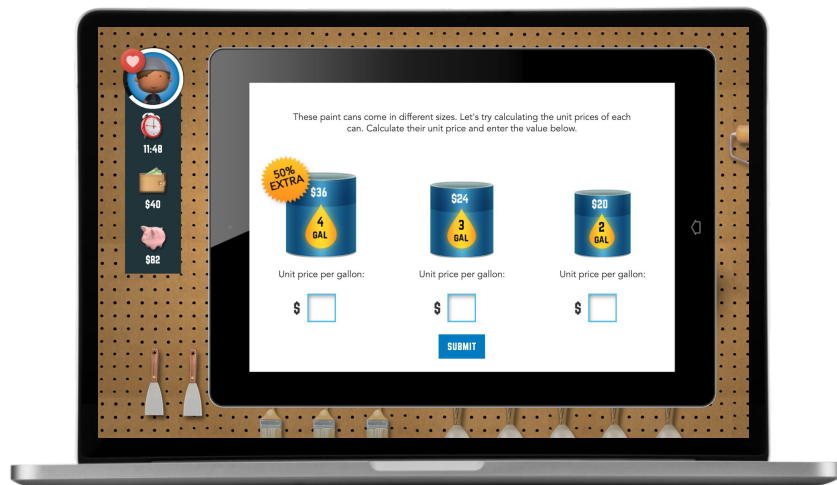 These paint cans come in different sizes. Let's try calculating the unit prices of each
can. Calculate their unit price and enter the value below.
11:48
$40
$82
50%
EXTRA
$36
4
GAL
$24
3
GAL
$20
2
GAL
Unit price per gallon:
Unit price per gallon:
Unit price per gallon:
$
$
$
SUBMIT